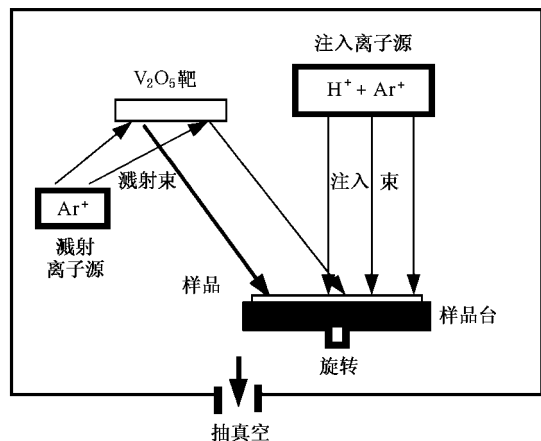 注入离子源
V₂O₅靶
H⁺ + Ar⁺
溅射束
注入 束
Ar⁺
溅射
离子源
样品
样品台
旋转
抽真空